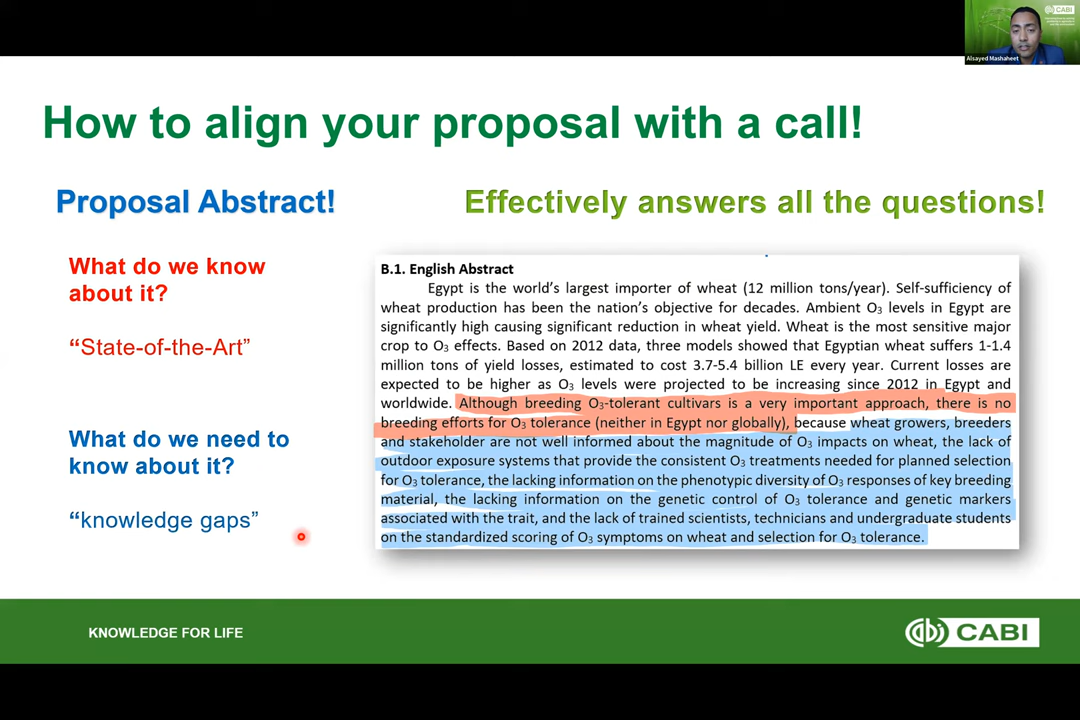 CABI
Alsayed Mashaheet
How to align your proposal with a call!
Proposal Abstract!
Effectively answers all the questions!
What do we know
about it?
“State-of-the-Art”
What do we need to
know about it?
“knowledge gaps”
B.1. English Abstract
Egypt is the world’s largest importer of wheat (12 million tons/year). Self-sufficiency of
wheat production has been the nation’s objective for decades. Ambient O₃ levels in Egypt are
significantly high causing significant reduction in wheat yield. Wheat is the most sensitive major
crop to O₃ effects. Based on 2012 data, three models showed that Egyptian wheat suffers 1-1.4
million tons of yield losses, estimated to cost 3.7-5.4 billion LE every year. Current losses are
expected to be higher as O₃ levels were projected to be increasing since 2012 in Egypt and
worldwide. Although breeding O₃-tolerant cultivars is a very important approach, there is no
breeding efforts for O₃ tolerance (neither in Egypt nor globally), because wheat growers, breeders
and stakeholder are not well informed about the magnitude of O₃ impacts on wheat, the lack of
outdoor exposure systems that provide the consistent O₃ treatments needed for planned selection
for O₃ tolerance, the lacking information on the phenotypic diversity of O₃ responses of key breeding
material, the lacking information on the genetic control of O₃ tolerance and genetic markers
associated with the trait, and the lack of trained scientists, technicians and undergraduate students
on the standardized scoring of O₃ symptoms on wheat and selection for O₃ tolerance.
KNOWLEDGE FOR LIFE
CABI